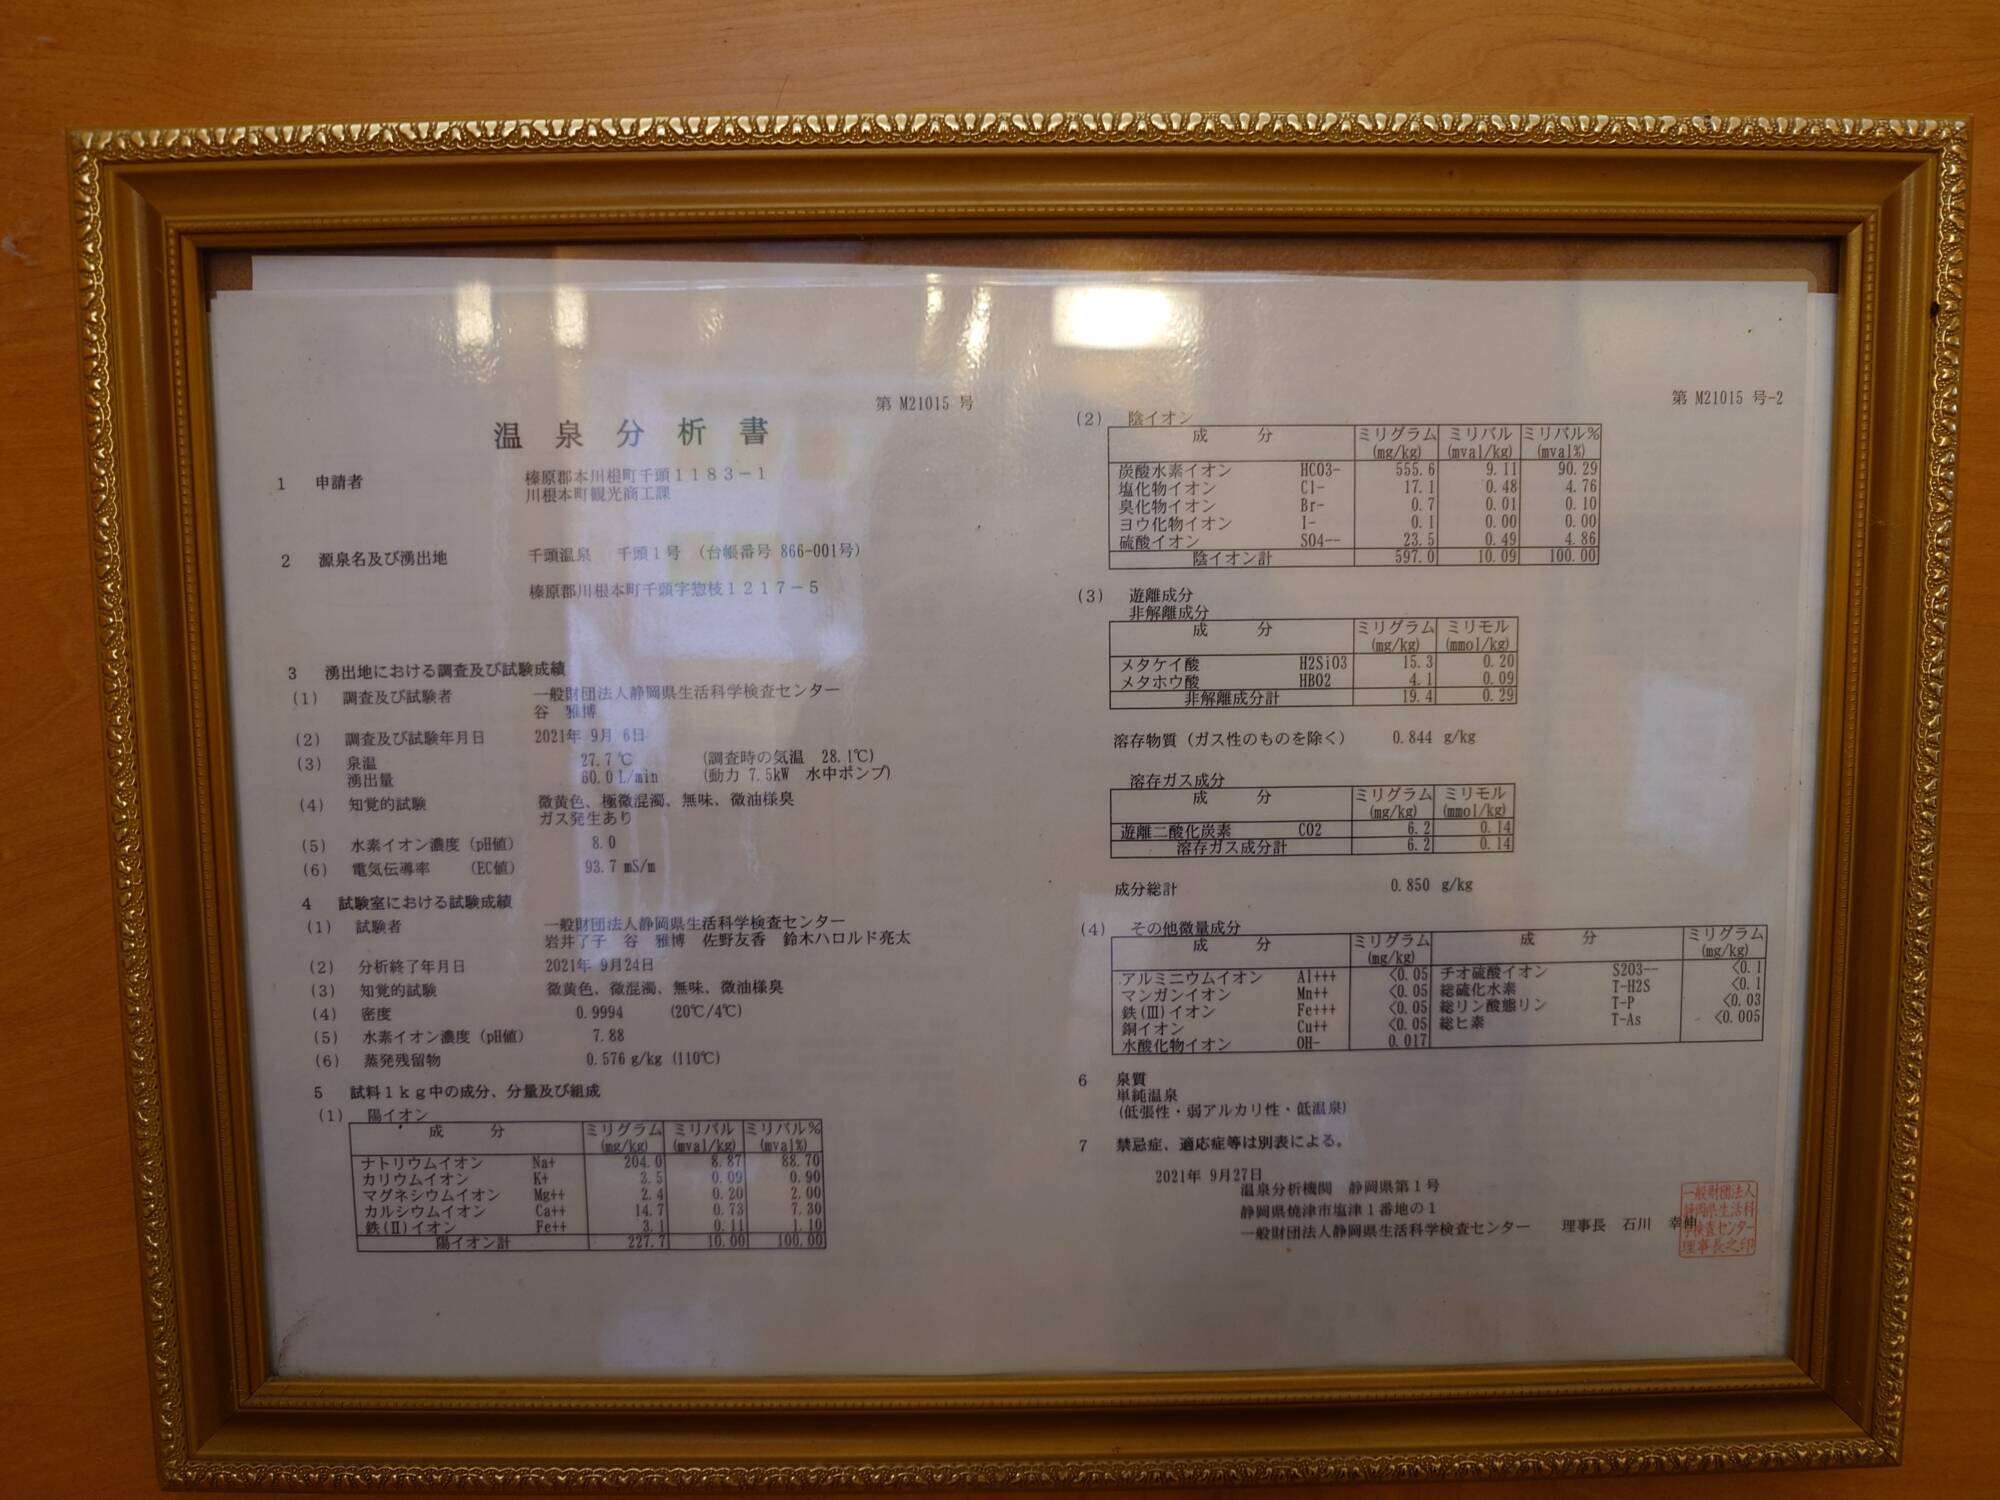 第 M21015 号
温泉分析書
1 申請者 榛原郡本川根町千頭1183-1
川根本町観光商工課
2 源泉名及び湧出地 千頭温泉 千頭1号 (台帳番号 866-001号)
榛原郡川根本町千頭字惣枝1217-5
3 湧出地における調査及び試験成績
(1) 調査及び試験者 一般財団法人静岡県生活科学検査センター
谷 雅博
(2) 調査及び試験年月日 2021年 9月 6日
(3) 泉温 27.7℃ (調査時の気温 28.1℃)
湧出量 60.0 L/min (動力 7.5kW 水中ポンプ)
(4) 知覚的試験 微黄色、極微混濁、無味、微油様臭
ガス発生あり
(5) 水素イオン濃度 (pH値) 8.0
(6) 電気伝導率 (EC値) 93.7 mS/m
4 試験室における試験成績
(1) 試験者 一般財団法人静岡県生活科学検査センター
岩井了子 谷 雅博 佐野友香 鈴木ハロルド亮太
(2) 分析終了年月日 2021年 9月24日
(3) 知覚的試験 微黄色、微混濁、無味、微油様臭
(4) 密度 0.9994 (20℃/4℃)
(5) 水素イオン濃度 (pH値) 7.88
(6) 蒸発残留物 0.576 g/kg (110℃)
5 試料1kg中の成分、分量及び組成
(1) 陽イオン
成分 ミリグラム ミリバル ミリバル%
(mg/kg) (mval/kg) (mval%)
ナトリウムイオン Na+ 204.0 8.87 88.70
カリウムイオン K+ 3.5 0.09 0.90
マグネシウムイオン Mg++ 2.4 0.20 2.00
カルシウムイオン Ca++ 14.7 0.73 7.30
鉄(II)イオン Fe++ 3.1 0.11 1.10
陽イオン計 227.7 10.00 100.00
第 M21015 号-2
(2) 陰イオン
成分 ミリグラム ミリバル ミリバル%
(mg/kg) (mval/kg) (mval%)
炭酸水素イオン HCO3- 555.6 9.11 90.29
塩化物イオン Cl- 17.1 0.48 4.76
臭化物イオン Br- 0.7 0.01 0.10
ヨウ化物イオン I- 0.1 0.00 0.00
硫酸イオン SO4-- 23.5 0.49 4.86
陰イオン計 597.0 10.09 100.00
(3) 遊離成分
非解離成分
成分 ミリグラム ミリモル
(mg/kg) (mmol/kg)
メタケイ酸 H2SiO3 15.3 0.20
メタホウ酸 HBO2 4.1 0.09
非解離成分計 19.4 0.29
溶存物質 (ガス性のものを除く) 0.844 g/kg
溶存ガス成分
成分 ミリグラム ミリモル
(mg/kg) (mmol/kg)
遊離二酸化炭素 CO2 6.2 0.14
溶存ガス成分計 6.2 0.14
成分総計 0.850 g/kg
(4) その他微量成分
成分 ミリグラム 成分 ミリグラム
(mg/kg) (mg/kg)
アルミニウムイオン Al+++ <0.05 チオ硫酸イオン S2O3-- <0.1
マンガンイオン Mn++ <0.05 総硫化水素 T-H2S <0.1
鉄(III)イオン Fe+++ <0.05 総リン酸態リン T-P <0.03
銅イオン Cu++ <0.05 総ヒ素 T-As <0.005
水酸化物イオン OH- 0.017
6 泉質
単純温泉
(低張性・弱アルカリ性・低温泉)
7 禁忌症、適応症等は別表による。
2021年 9月27日
温泉分析機関 静岡県第1号
静岡県焼津市塩津1番地の1
一般財団法人静岡県生活科学検査センター 理事長 石川 幸伸
一般財団法人
静岡県生活科
学検査センター
理事長之印